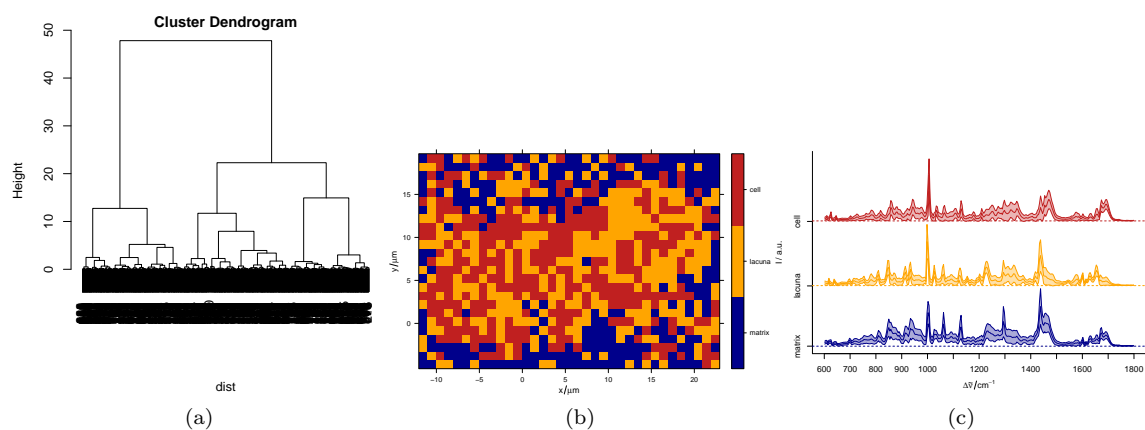 Cluster Dendrogram
Height
0 10 20 30 40 50
dist
(a)
y/μm
0 5 10 15
−10 −5 0 5 10 15 20
x/μm
cell
lacuna
matrix
(b)
I / a.u.
cell
lacuna
matrix
600 800 1000 1200 1400 1600 1800
Δν̃/cm⁻¹
(c)